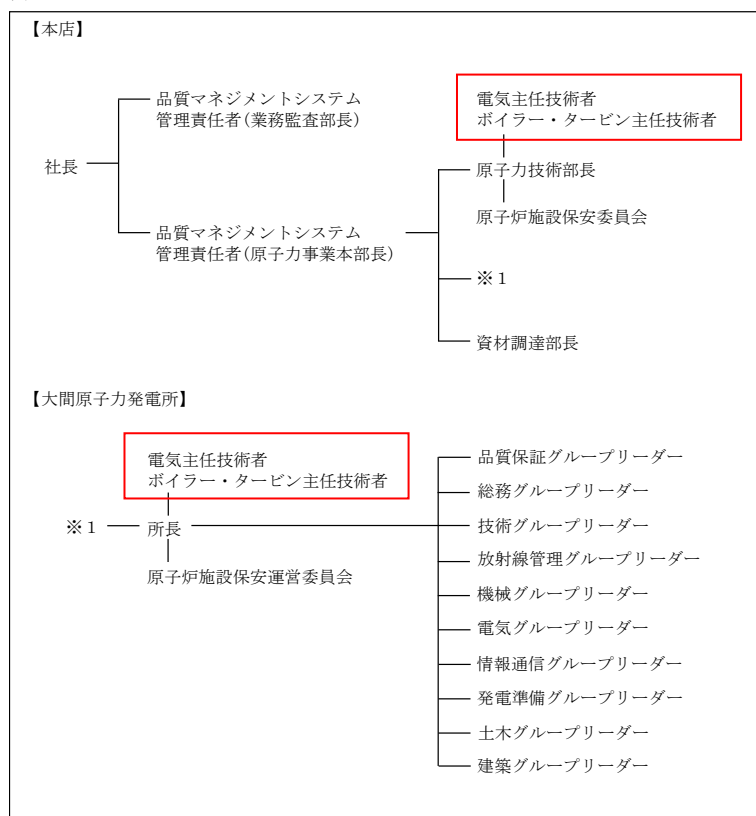 【本店】
品質マネジメントシステム
管理責任者(業務監査部長)
電気主任技術者
ボイラー・タービン主任技術者
社長
原子力技術部長
原子炉施設保安委員会
品質マネジメントシステム
管理責任者(原子力事業本部長)
※1
資材調達部長
【大間原子力発電所】
電気主任技術者
ボイラー・タービン主任技術者
※1
所長
原子炉施設保安運営委員会
品質保証グループリーダー
総務グループリーダー
技術グループリーダー
放射線管理グループリーダー
機械グループリーダー
電気グループリーダー
情報通信グループリーダー
発電準備グループリーダー
土木グループリーダー
建築グループリーダー